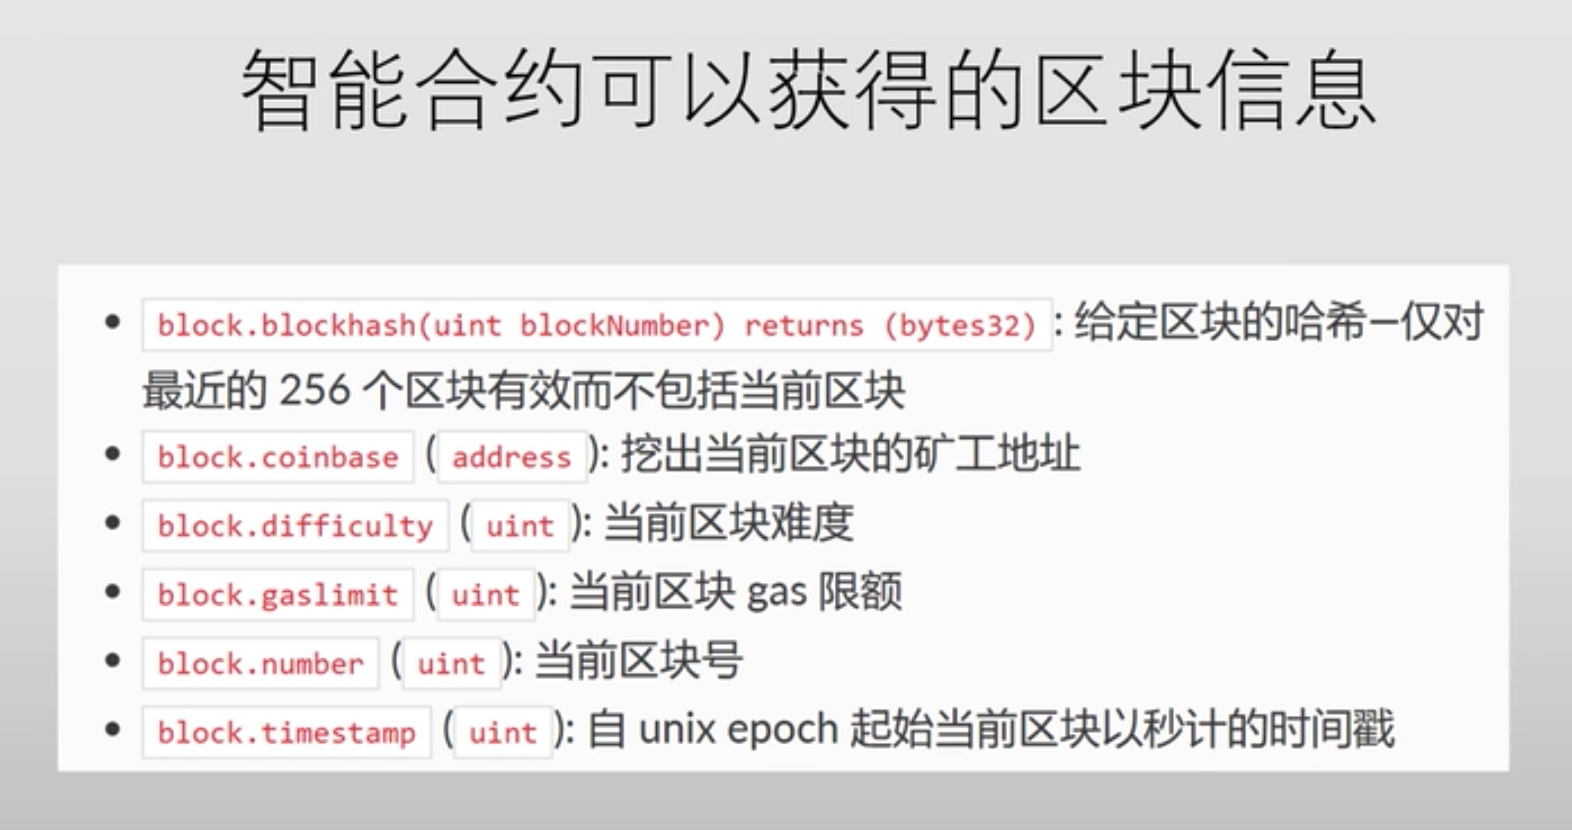 智能合约可以获得的区块信息
block.blockhash(uint blockNumber) returns (bytes32) : 给定区块的哈希—仅对
最近的 256 个区块有效而不包括当前区块
block.coinbase ( address ): 挖出当前区块的矿工地址
block.difficulty ( uint ): 当前区块难度
block.gaslimit ( uint ): 当前区块 gas 限额
block.number ( uint ): 当前区块号
block.timestamp ( uint ): 自 unix epoch 起始当前区块以秒计的时间戳